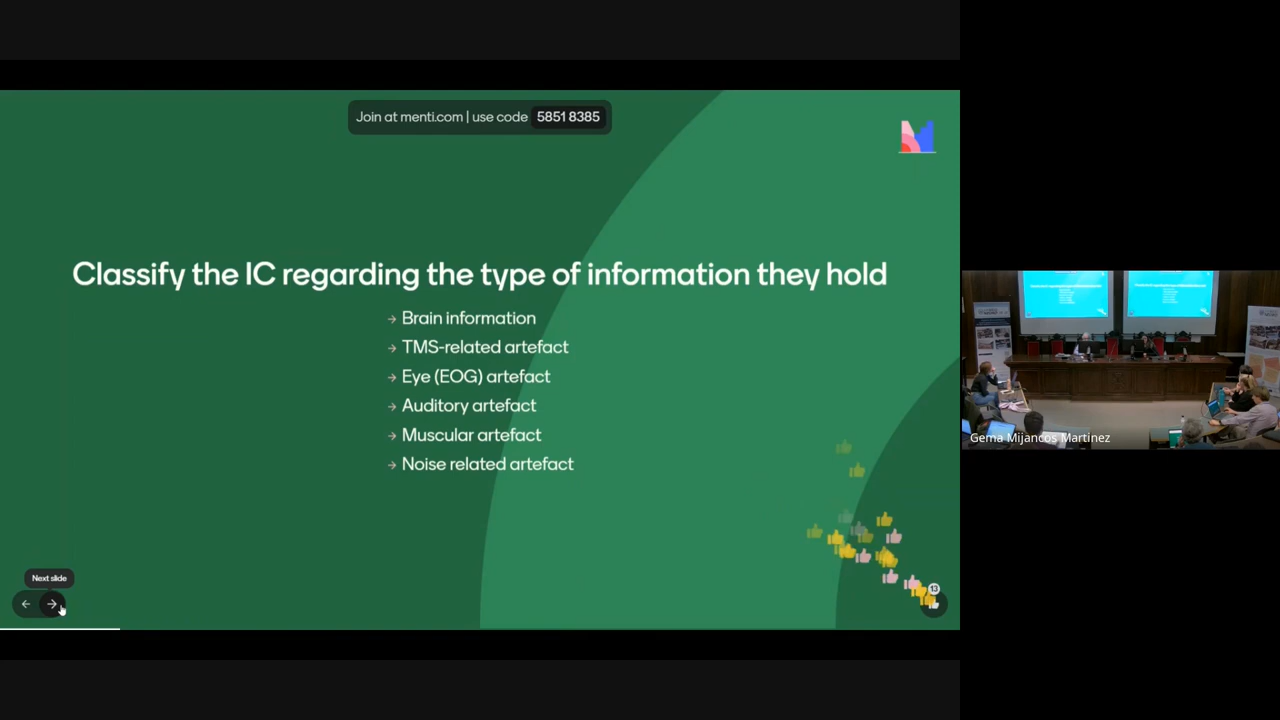 Join at menti.com | use code 5851 8385
Classify the IC regarding the type of information they hold
→ Brain information
→ TMS-related artefact
→ Eye (EOG) artefact
→ Auditory artefact
→ Muscular artefact
→ Noise related artefact
Next slide
13
Gema Mijancos Martinez